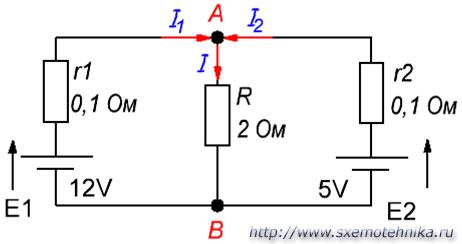 A
I₁ I₂
r1
0,1 Ом
I
R
2 Ом
r2
0,1 Ом
12V
5V
E1
B
E2
http://www.sxemotehnika.ru